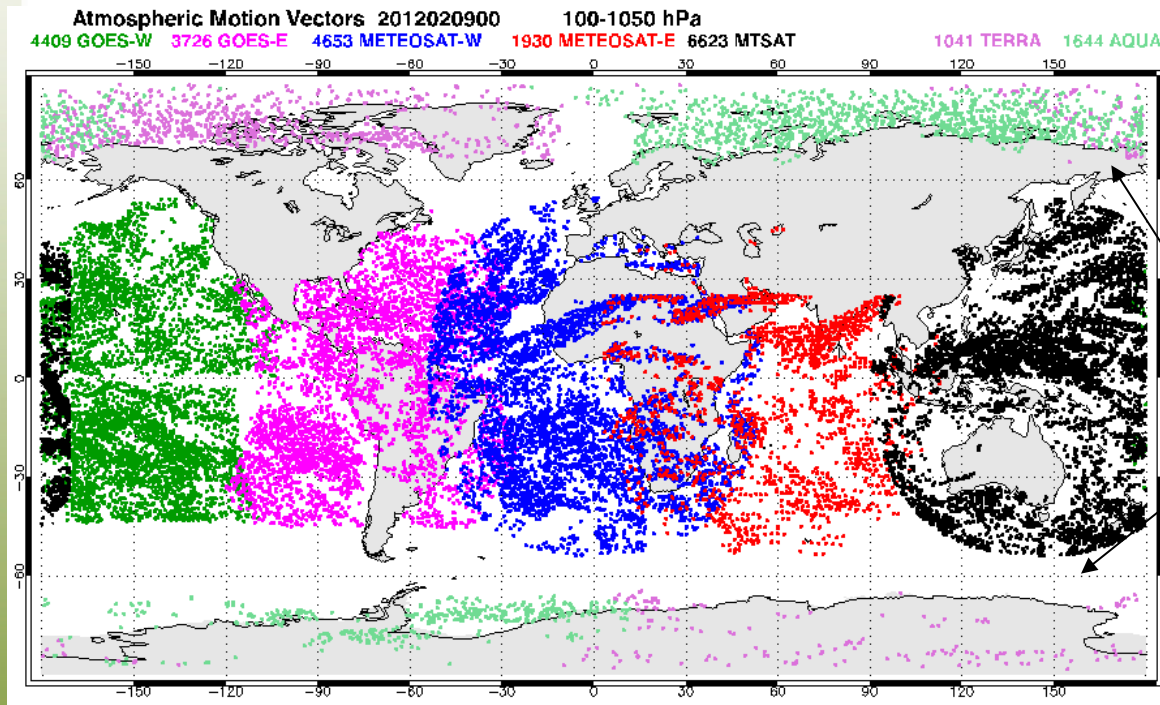 Atmospheric Motion Vectors 2012020900 100-1050 hPa
4409 GOES-W 3726 GOES-E 4653 METEOSAT-W 1930 METEOSAT-E 6623 MTSAT 1041 TERRA 1644 AQUA
−150 −120 −90 −60 −30 0 30 60 90 120 150
60
30
0
−30
−60
−150 −120 −90 −60 −30 0 30 60 90 120 150